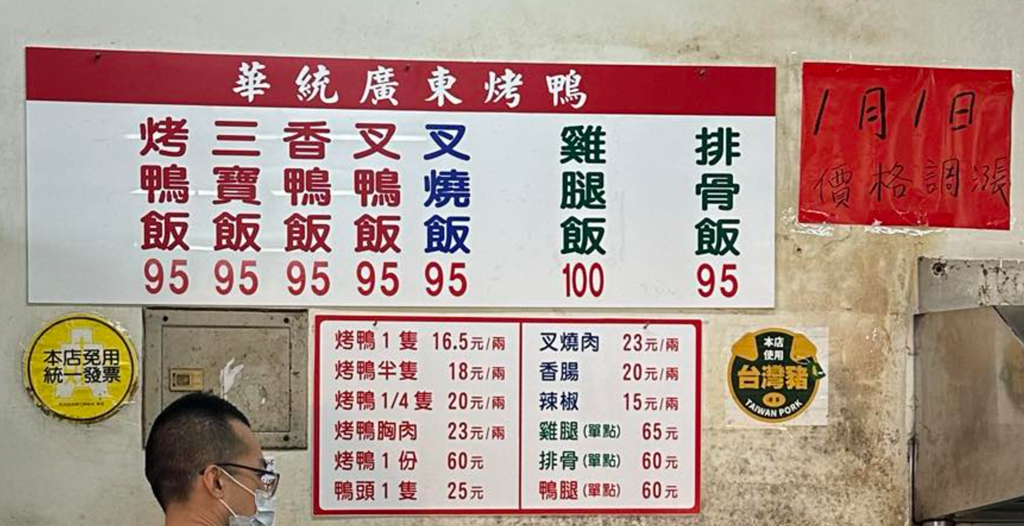 華統廣東烤鴨
烤鴨飯 95
三寶飯 95
香鴨飯 95
叉鴨飯 95
叉燒飯 95
雞腿飯 100
排骨飯 95
1月1日
價格調漲
本店免用
統一發票
烤鴨1隻 16.5元/兩
烤鴨半隻 18元/兩
烤鴨1/4隻 20元/兩
烤鴨胸肉 23元/兩
烤鴨1份 60元
鴨頭1隻 25元
叉燒肉 23元/兩
香腸 20元/兩
辣椒 15元/兩
雞腿(單點) 65元
排骨(單點) 60元
鴨腿(單點) 60元
本店
使用
台灣豬
TAIWAN PORK